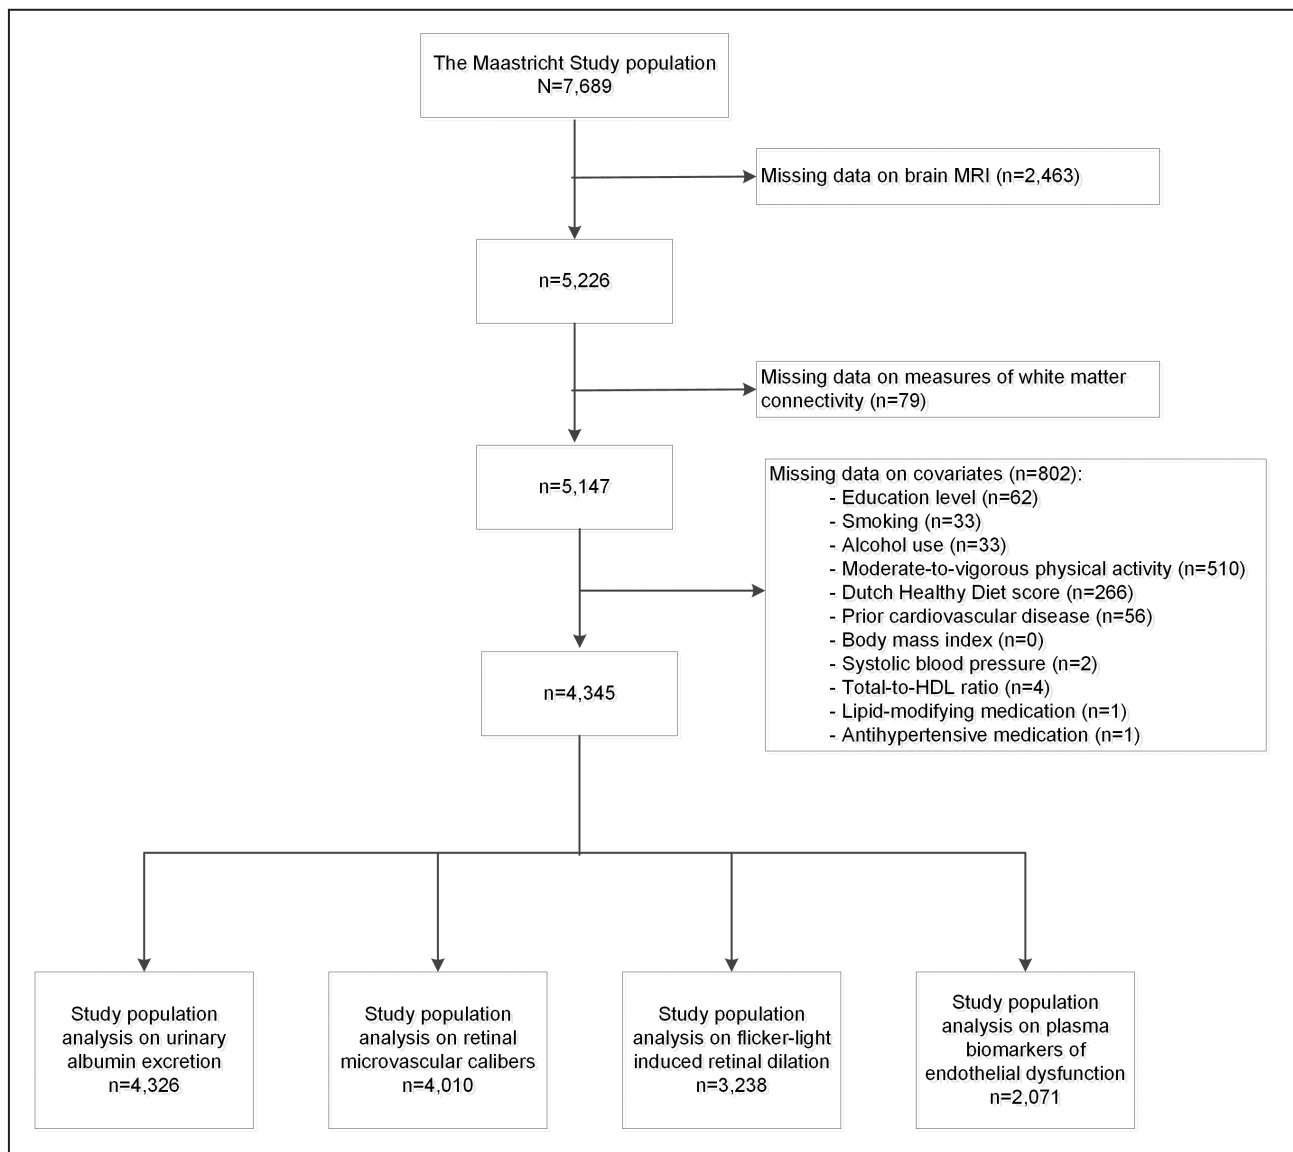 The Maastricht Study population
N=7,689
Missing data on brain MRI (n=2,463)
n=5,226
Missing data on measures of white matter
connectivity (n=79)
n=5,147
Missing data on covariates (n=802):
- Education level (n=62)
- Smoking (n=33)
- Alcohol use (n=33)
- Moderate-to-vigorous physical activity (n=510)
- Dutch Healthy Diet score (n=266)
- Prior cardiovascular disease (n=56)
- Body mass index (n=0)
- Systolic blood pressure (n=2)
- Total-to-HDL ratio (n=4)
- Lipid-modifying medication (n=1)
- Antihypertensive medication (n=1)
n=4,345
Study population
analysis on urinary
albumin excretion
n=4,326
Study population
analysis on retinal
microvascular calibers
n=4,010
Study population
analysis on flicker-light
induced retinal dilation
n=3,238
Study population
analysis on plasma
biomarkers of
endothelial dysfunction
n=2,071